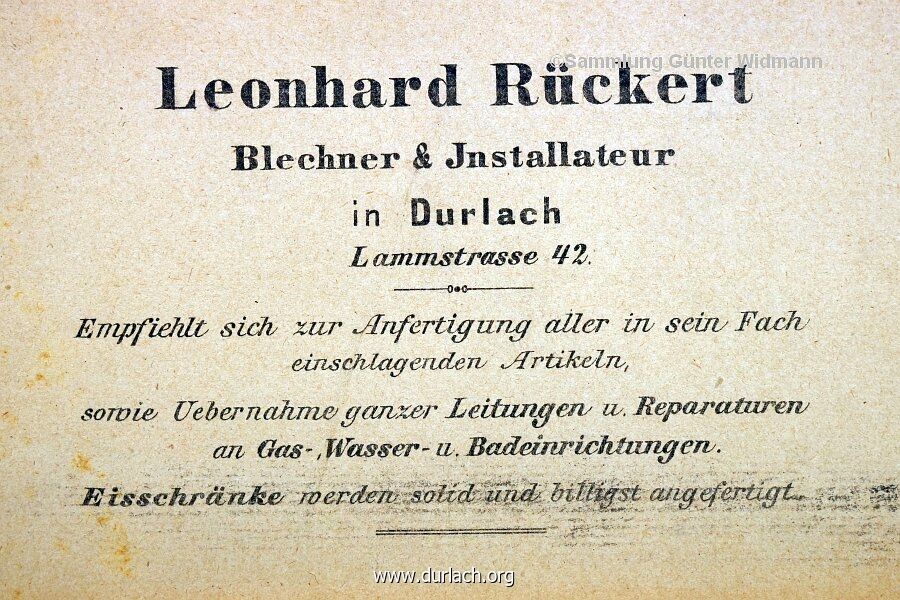 ©Sammlung Günter Widmann
Leonhard Rückert
Blechner & Jnstallateur
in Durlach
Lammstrasse 42.
Empfiehlt sich zur Anfertigung aller in sein Fach
einschlagenden Artikeln,
sowie Uebernahme ganzer Leitungen u. Reparaturen
an Gas-, Wasser- u. Badeinrichtungen.
Eisschränke werden solid und billigst angefertigt.
www.durlach.org